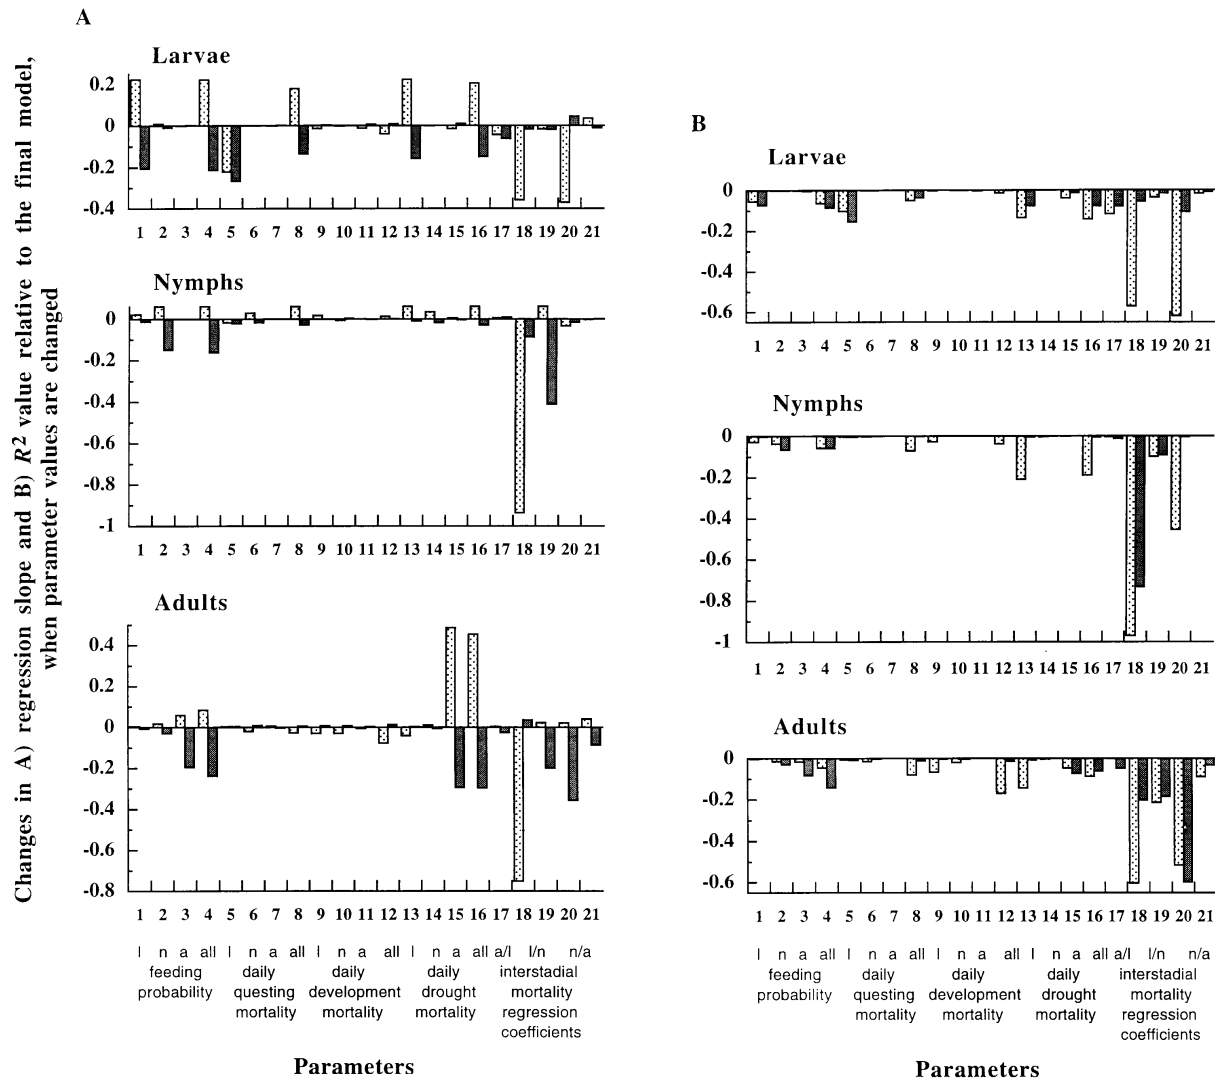 A
Changes in A) regression slope and B) R² value relative to the final model,
when parameter values are changed
Larvae
0.2
0
-0.2
-0.4
1 2 3 4 5 6 7 8 9 10 11 12 13 14 15 16 17 18 19 20 21
Nymphs
0
-0.2
-0.4
-0.6
-0.8
-1
1 2 3 4 5 6 7 8 9 10 11 12 13 14 15 16 17 18 19 20 21
Adults
0.4
0.2
0
-0.2
-0.4
-0.6
-0.8
1 2 3 4 5 6 7 8 9 10 11 12 13 14 15 16 17 18 19 20 21
l n a all l n a all l n a all l n a all a/l l/n n/a
feeding daily daily daily interstadial
probability questing development drought mortality
mortality mortality mortality regression
coefficients
Parameters
B
Larvae
0
-0.2
-0.4
-0.6
1 2 3 4 5 6 7 8 9 10 11 12 13 14 15 16 17 18 19 20 21
Nymphs
0
-0.2
-0.4
-0.6
-0.8
-1
1 2 3 4 5 6 7 8 9 10 11 12 13 14 15 16 17 18 19 20 21
Adults
0
-0.2
-0.4
-0.6
1 2 3 4 5 6 7 8 9 10 11 12 13 14 15 16 17 18 19 20 21
l n a all l n a all l n a all l n a all a/l l/n n/a
feeding daily daily daily interstadial
probability questing development drought mortality
mortality mortality mortality regression
coefficients
Parameters